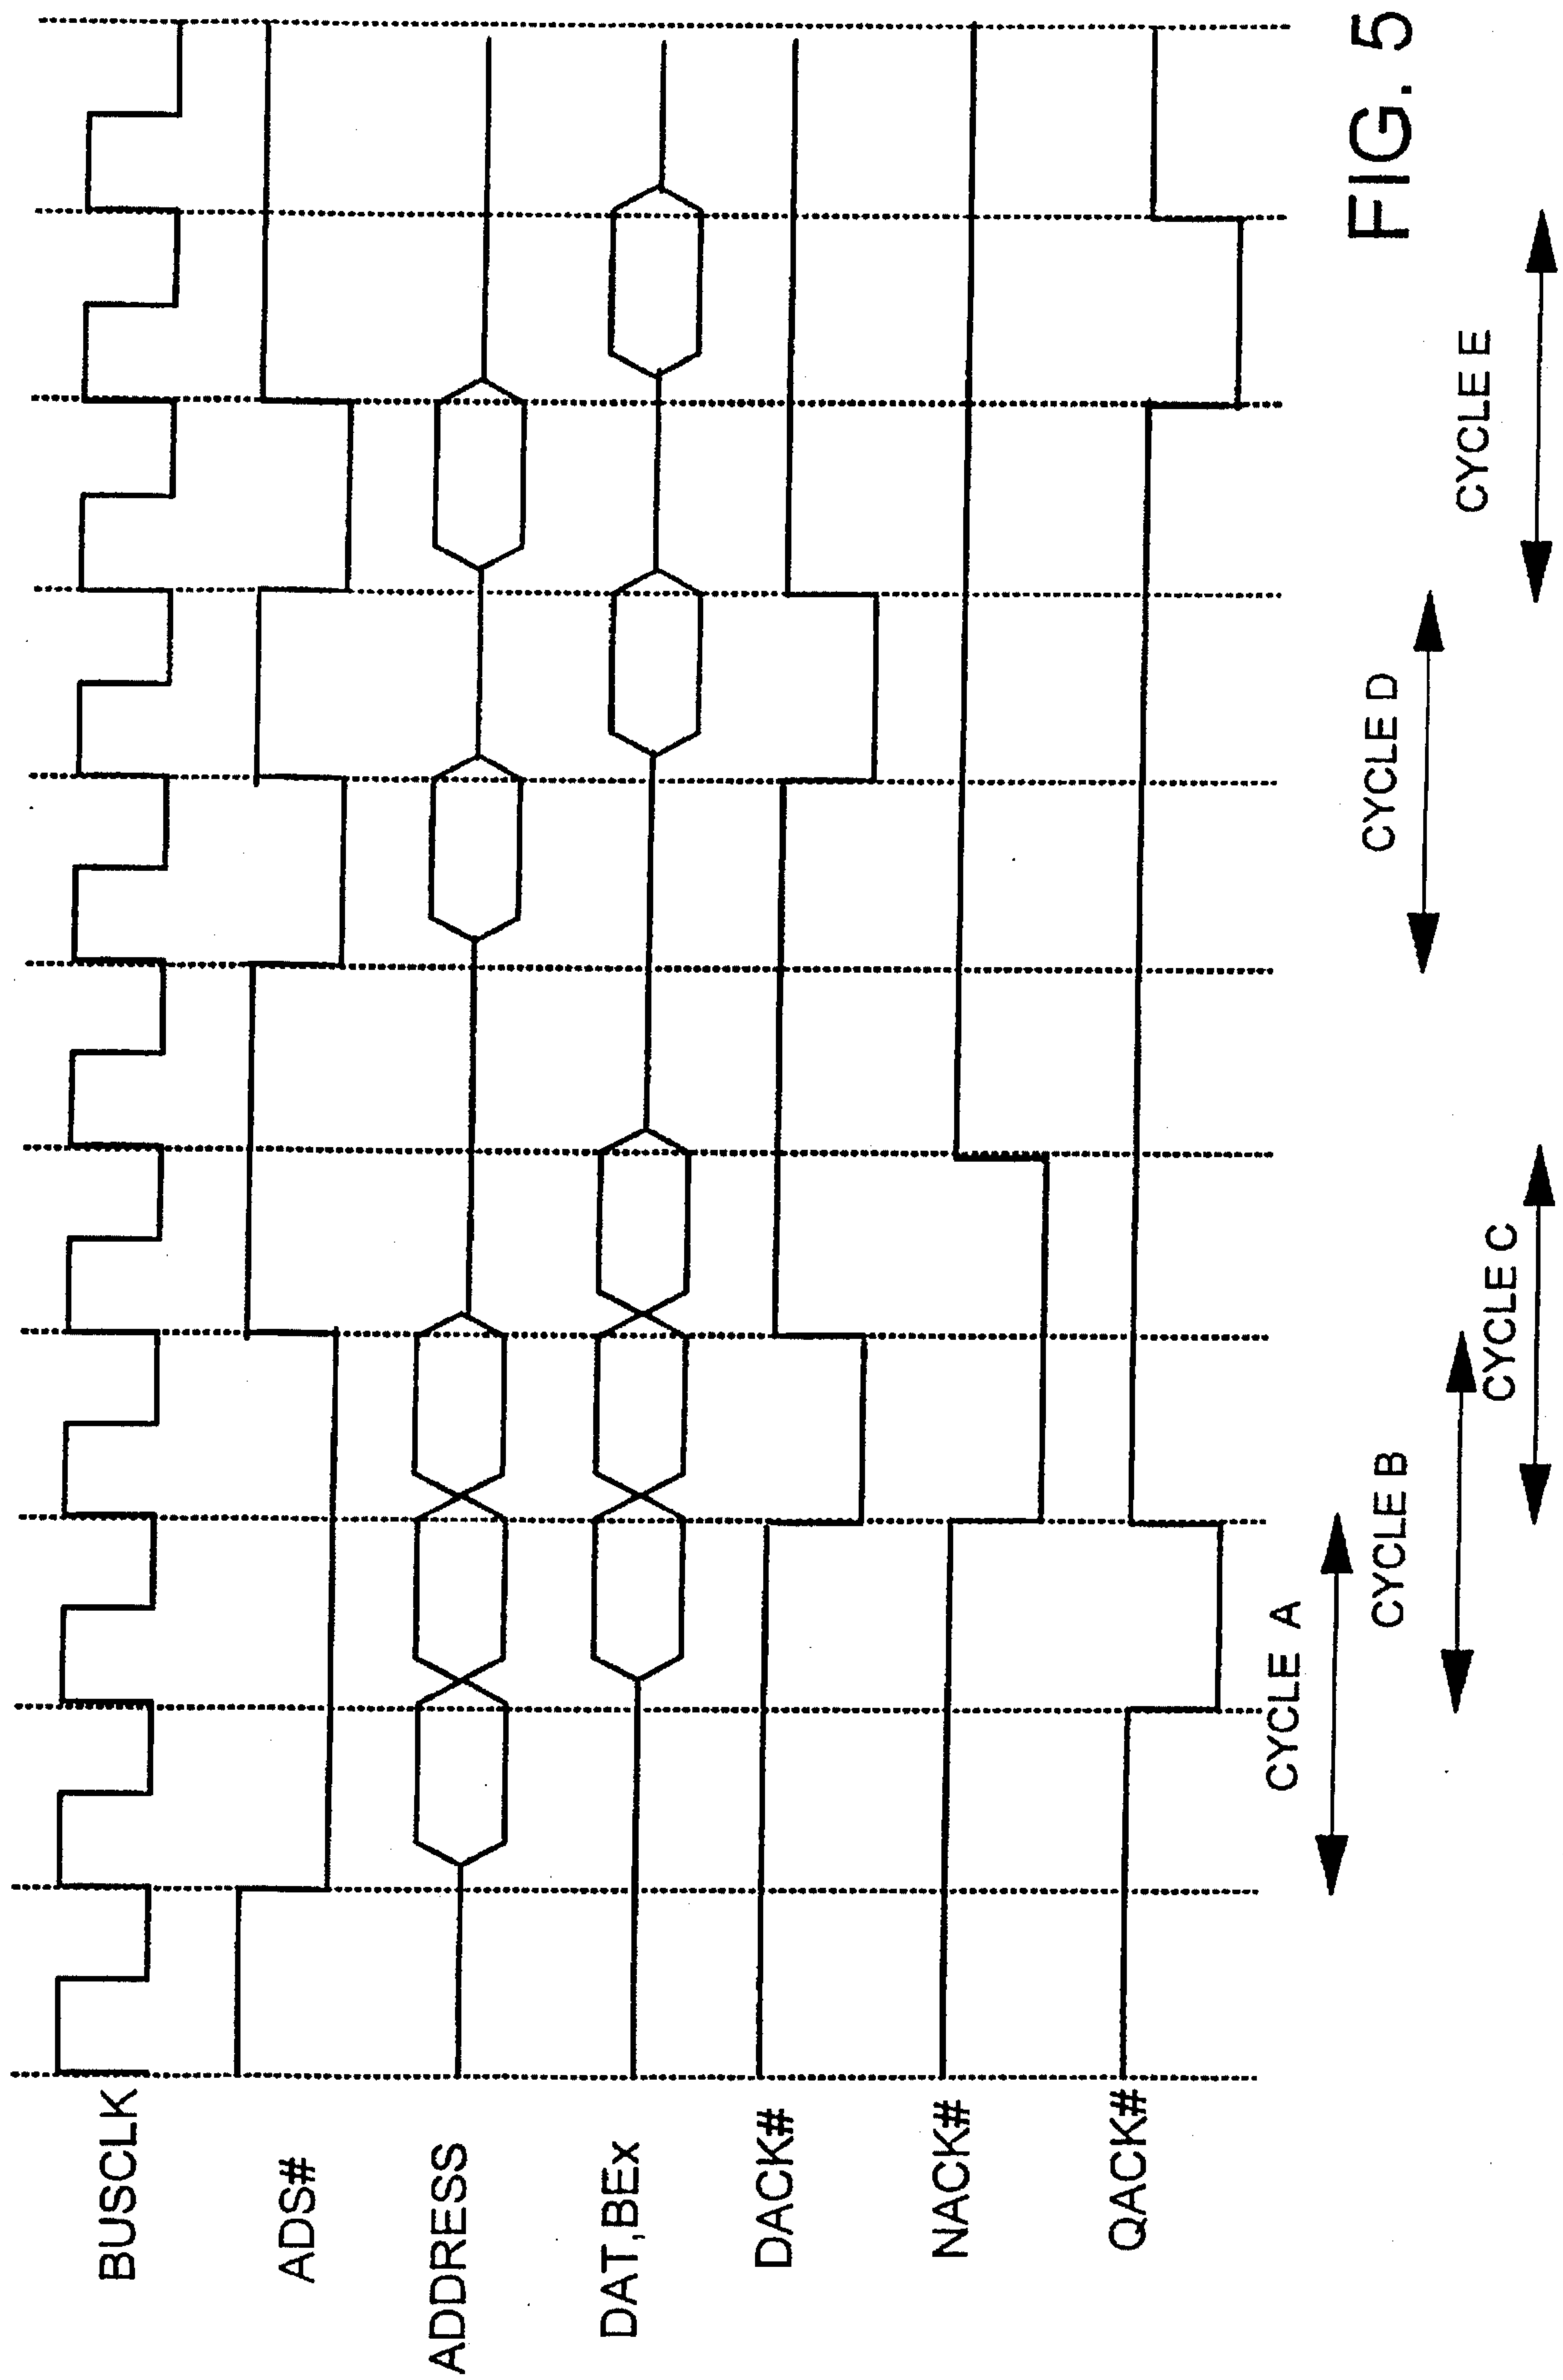 BUSCLK
ADS#
ADDRESS
DAT,BEx
DACK#
NACK#
QACK#
CYCLE A
CYCLE B
CYCLE C
CYCLE D
CYCLE E
FIG. 5